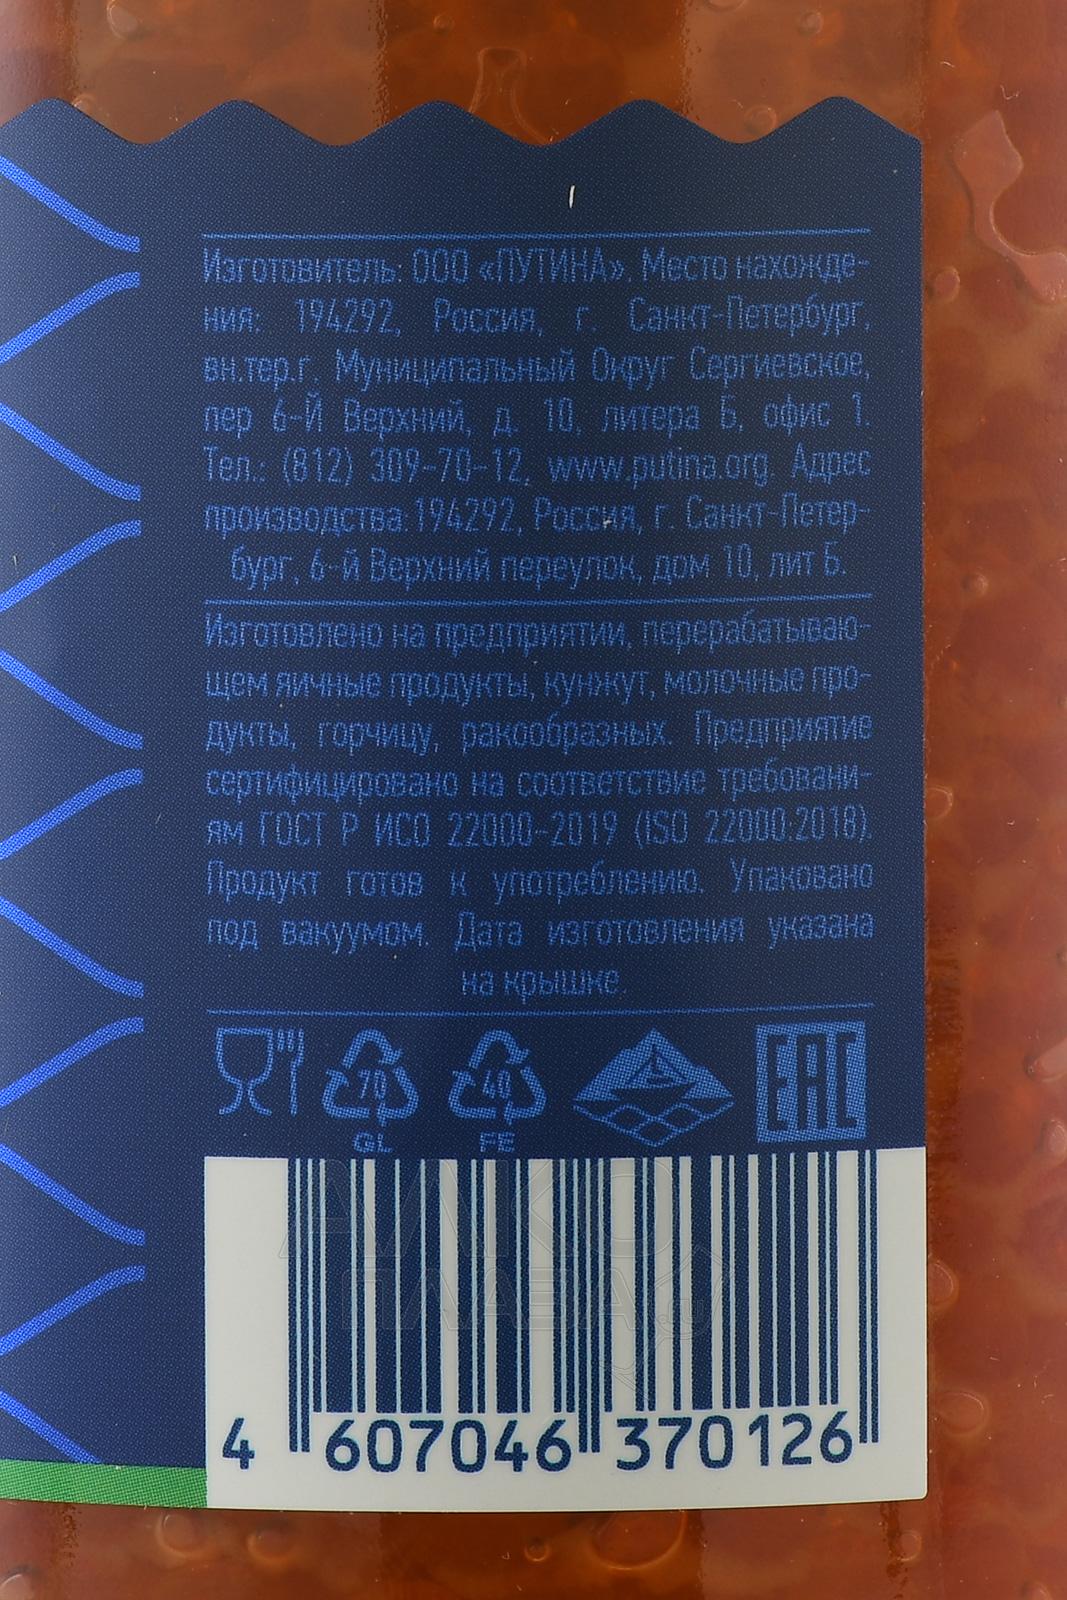 Изготовитель: ООО «ПУТИНА». Место нахожде-
ния: 194292, Россия, г. Санкт-Петербург,
вн.тер.г. Муниципальный Округ Сергиевское,
пер 6-Й Верхний, д. 10, литера Б, офис 1.
Тел.: (812) 309-70-12, www.putina.org. Адрес
производства:194292, Россия, г. Санкт-Петер-
бург, 6-й Верхний переулок, дом 10, лит Б.
Изготовлено на предприятии, перерабатываю-
щем яичные продукты, кунжут, молочные про-
дукты, горчицу, ракообразных. Предприятие
сертифицировано на соответствие требовани-
ям ГОСТ Р ИСО 22000-2019 (ISO 22000:2018).
Продукт готов к употреблению. Упаковано
под вакуумом. Дата изготовления указана
на крышке.
70 40 EAC
GL FE
АЛКО
ПЛАЗА.ru
4 607046 370126